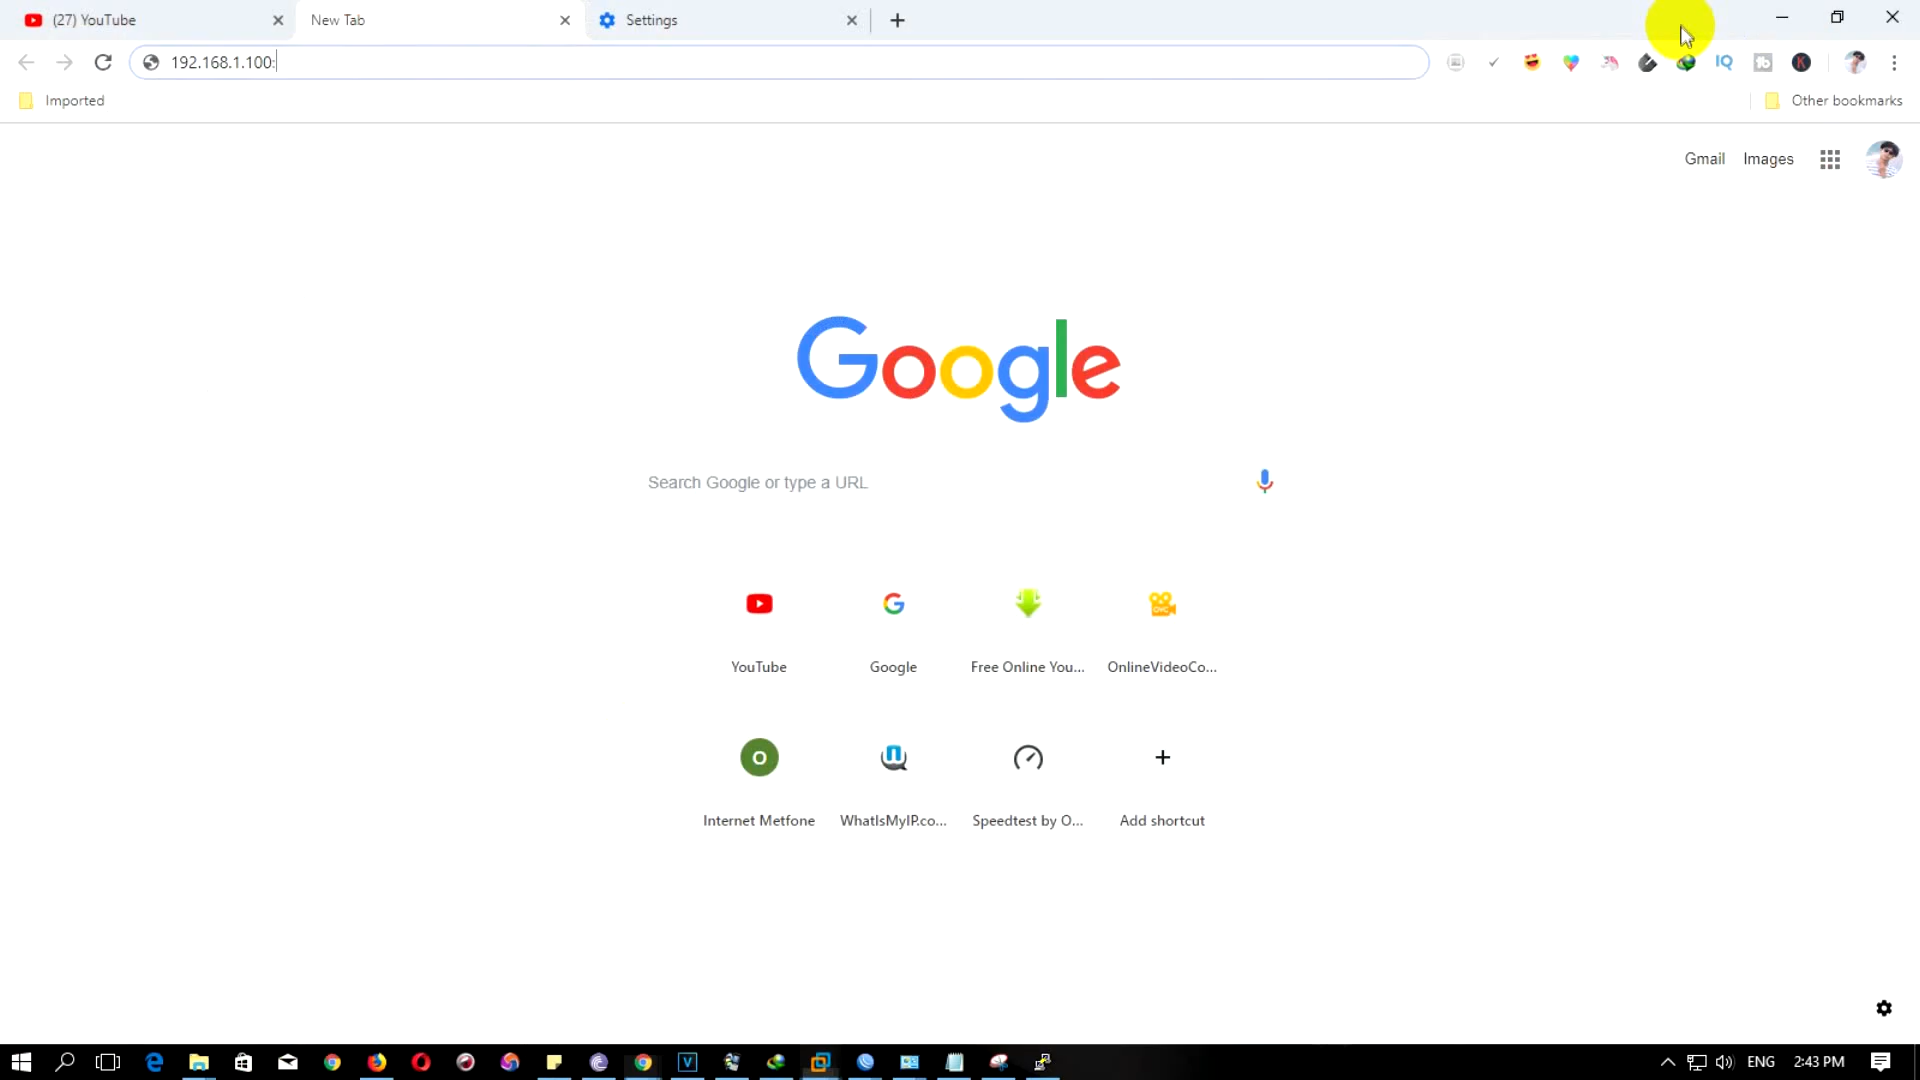 (27) YouTube
New Tab
Settings
192.168.1.100:
IQ
K
Imported
Other bookmarks
Gmail
Images
Google
Search Google or type a URL
YouTube
Google
Free Online You...
OnlineVideoCo...
O
Internet Metfone
WhatIsMyIP.co...
Speedtest by O...
Add shortcut
ENG
2:43 PM